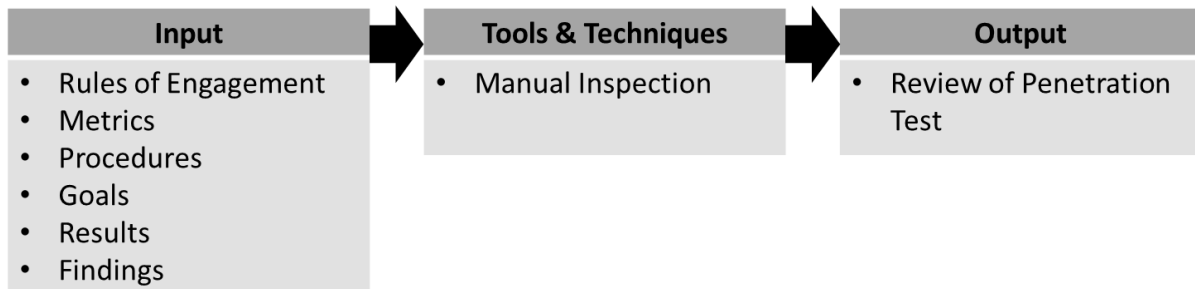 Input
• Rules of Engagement
• Metrics
• Procedures
• Goals
• Results
• Findings
Tools & Techniques
• Manual Inspection
Output
• Review of Penetration
Test